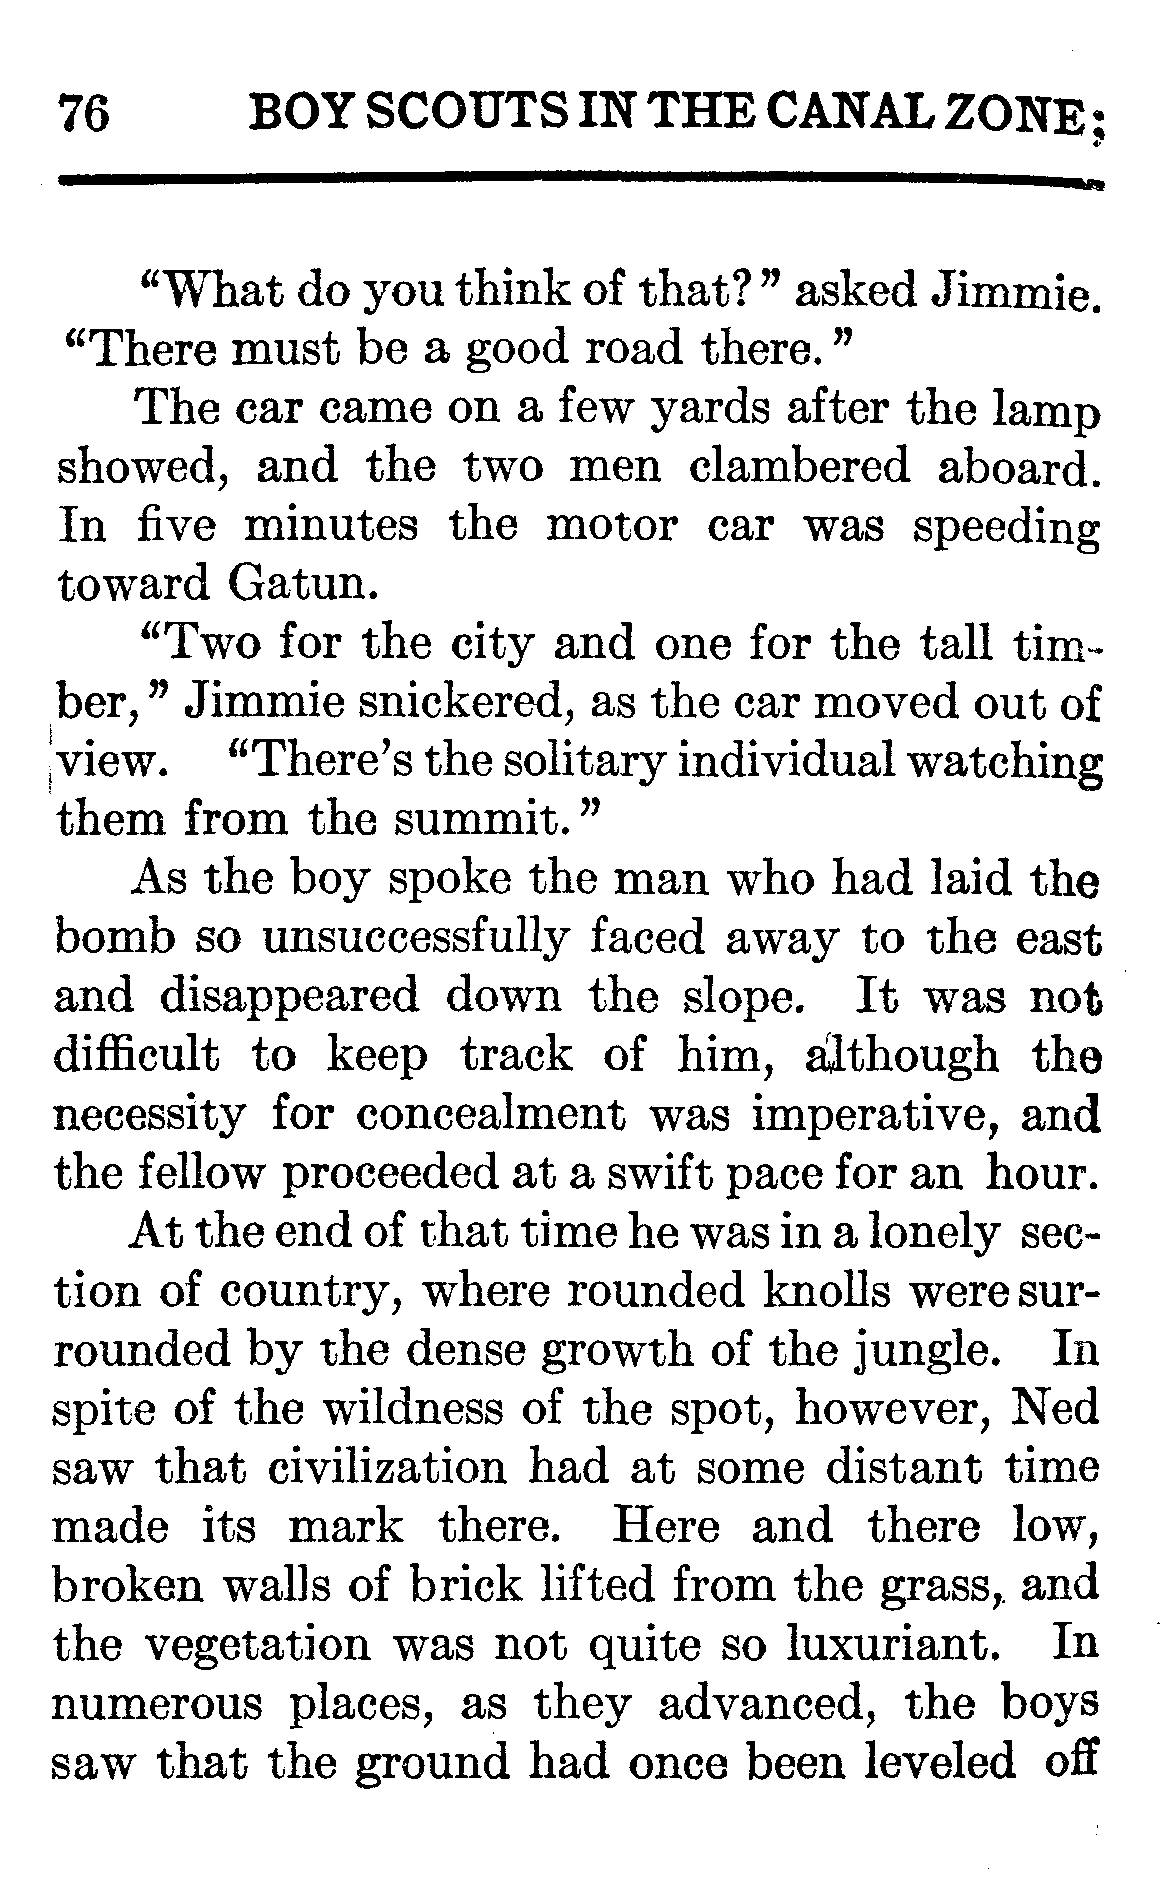 76 BOY SCOUTS IN THE CANAL ZONE;
“What do you think of that?” asked Jimmie.
“There must be a good road there.”
The car came on a few yards after the lamp
showed, and the two men clambered aboard.
In five minutes the motor car was speeding
toward Gatun.
“Two for the city and one for the tall tim-
ber,” Jimmie snickered, as the car moved out of
view. “There’s the solitary individual watching
them from the summit.”
As the boy spoke the man who had laid the
bomb so unsuccessfully faced away to the east
and disappeared down the slope. It was not
difficult to keep track of him, although the
necessity for concealment was imperative, and
the fellow proceeded at a swift pace for an hour.
At the end of that time he was in a lonely sec-
tion of country, where rounded knolls were sur-
rounded by the dense growth of the jungle. In
spite of the wildness of the spot, however, Ned
saw that civilization had at some distant time
made its mark there. Here and there low,
broken walls of brick lifted from the grass, and
the vegetation was not quite so luxuriant. In
numerous places, as they advanced, the boys
saw that the ground had once been leveled off